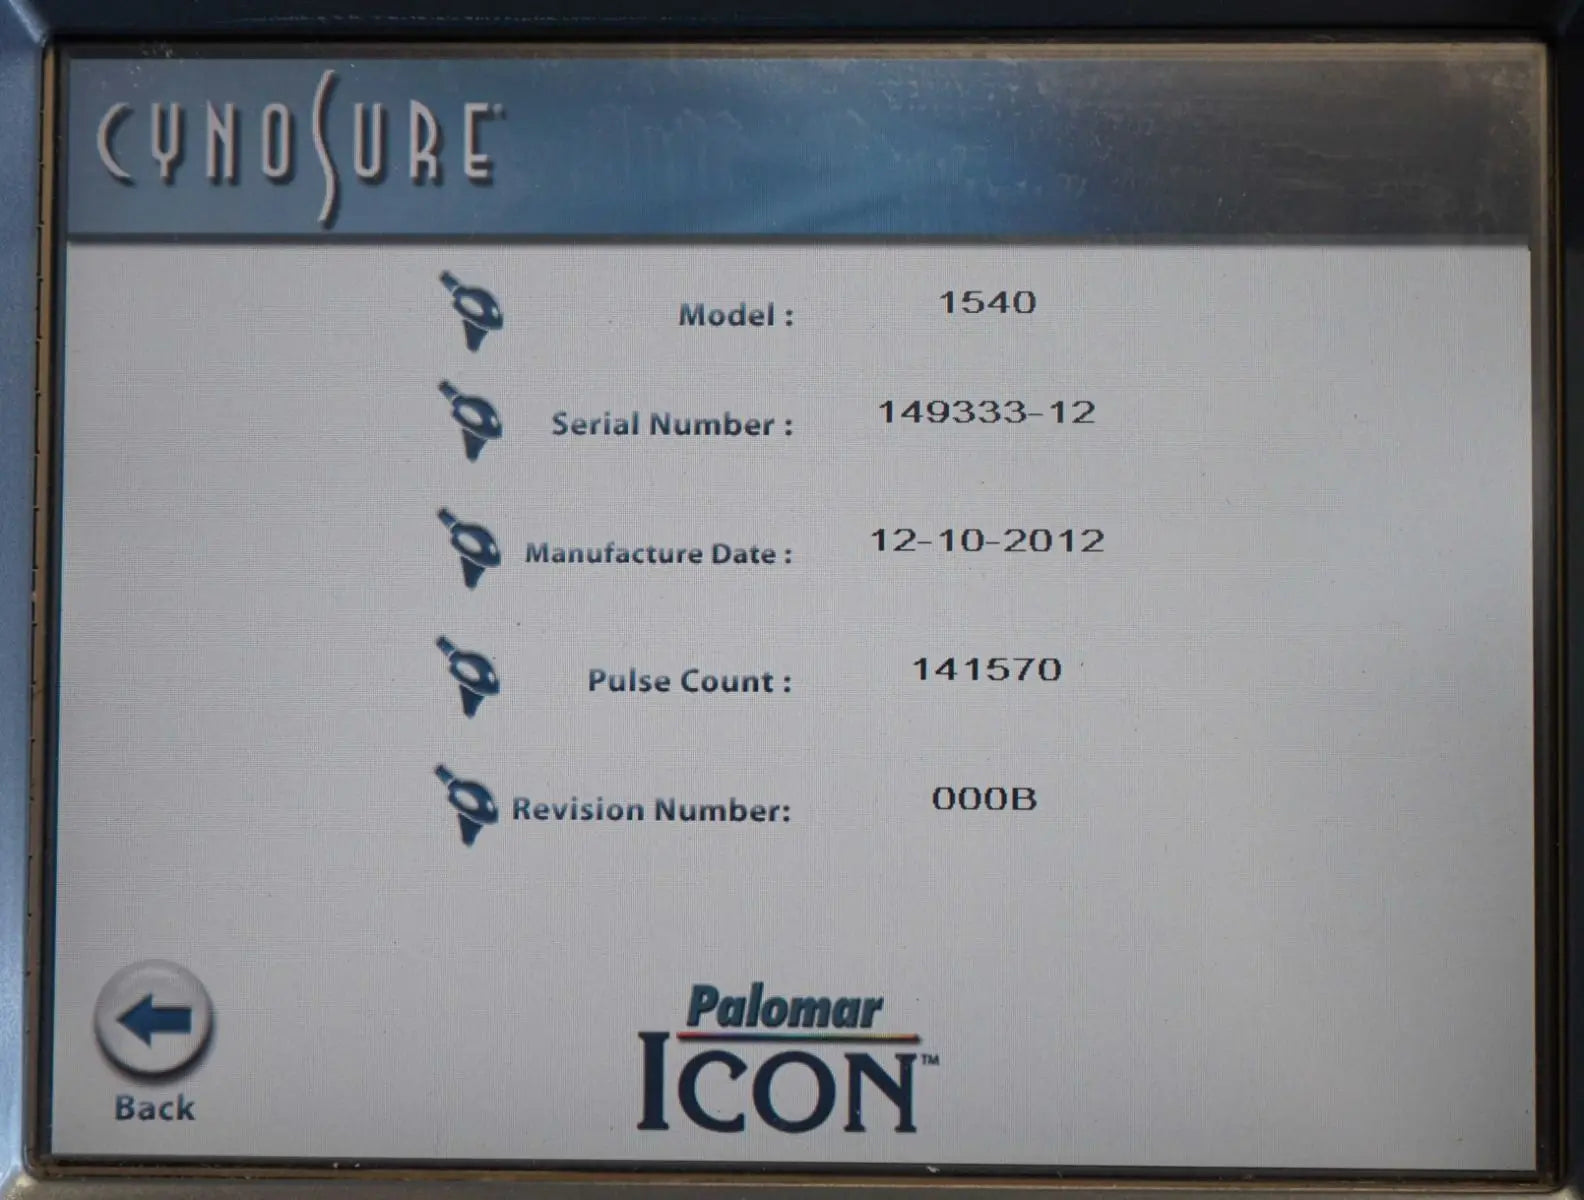 CYNOSURE
Model : 1540
Serial Number : 149333-12
Manufacture Date : 12-10-2012
Pulse Count : 141570
Revision Number: 000B
Palomar
ICON™
Back